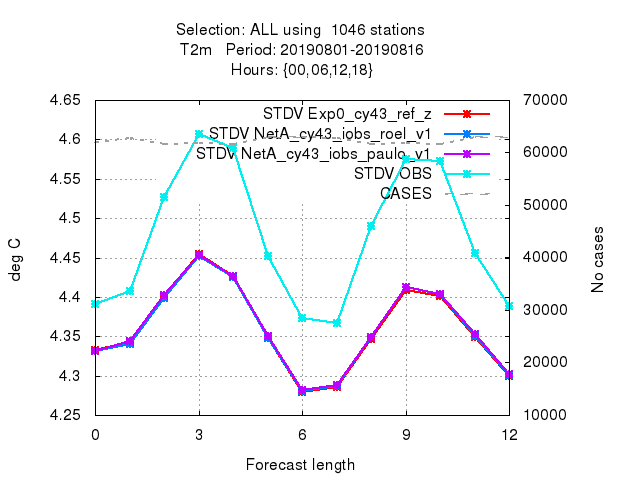 Selection: ALL using  1046 stations
T2m   Period: 20190801-20190816
Hours: {00,06,12,18}
4.65
4.6
4.55
4.5
4.45
4.4
4.35
4.3
4.25
deg C
STDV Exp0_cy43_ref_z
STDV NetA_cy43_iobs_roel_v1
STDV NetA_cy43_iobs_paulo_v1
STDV OBS
CASES
70000
60000
50000
40000
30000
20000
10000
No cases
0 3 6 9 12
Forecast length